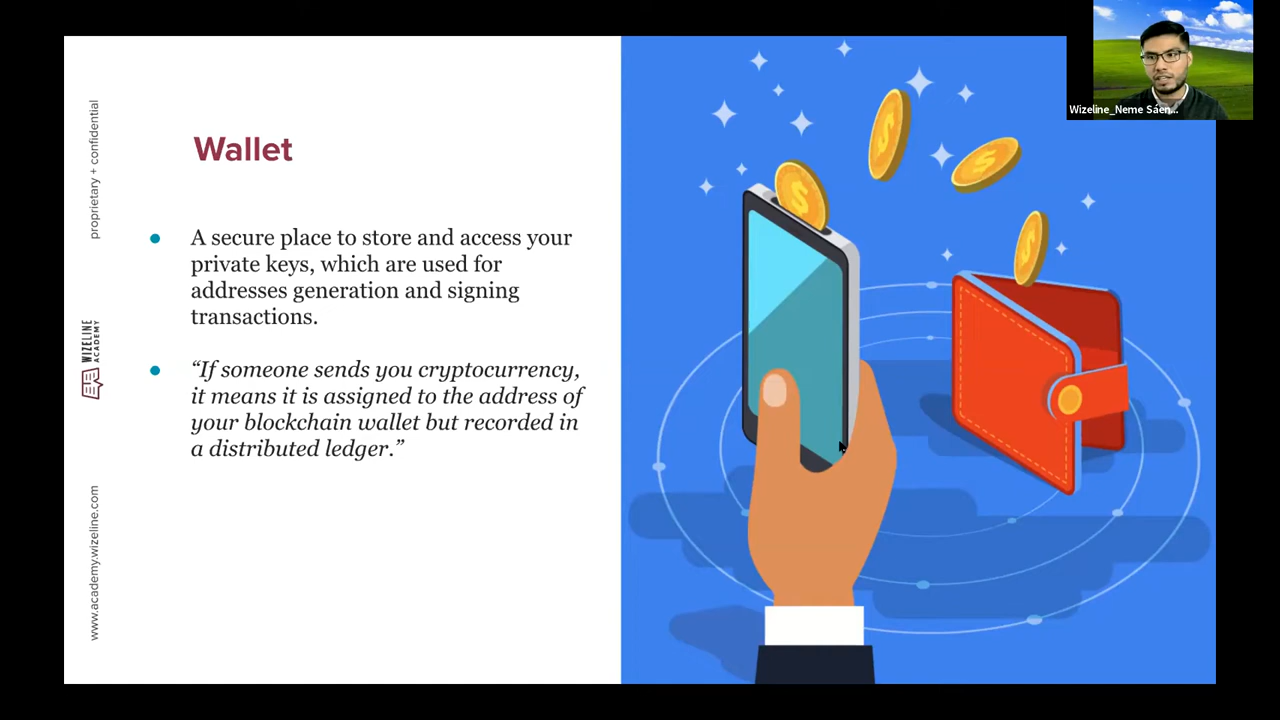 Wallet
● A secure place to store and access your
private keys, which are used for
addresses generation and signing
transactions.
● “If someone sends you cryptocurrency,
it means it is assigned to the address of
your blockchain wallet but recorded in
a distributed ledger.”
proprietary + confidential
WIZELINE
ACADEMY
www.academy.wizeline.com
Wizeline_Neme Sáen...
$
$
$
$